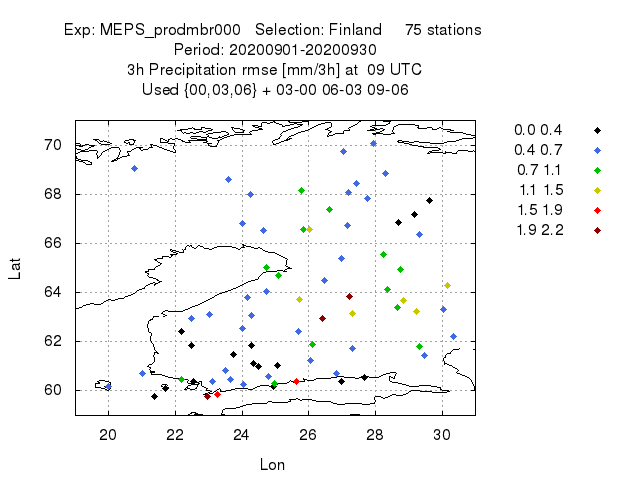 Exp: MEPS_prodmbr000 Selection: Finland 75 stations
Period: 20200901-20200930
3h Precipitation rmse [mm/3h] at 09 UTC
Used {00,03,06} + 03-00 06-03 09-06
0.0 0.4
0.4 0.7
0.7 1.1
1.1 1.5
1.5 1.9
1.9 2.2
70
68
66
64
62
60
Lat
20 22 24 26 28 30
Lon